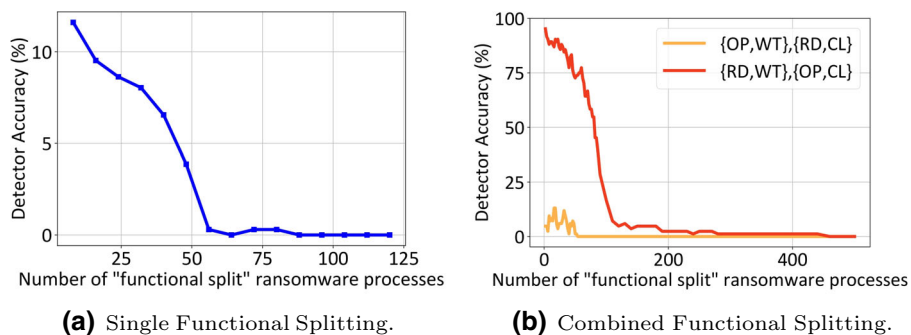 Detector Accuracy (%)
10
5
0
25
50
75
100
125
Number of "functional split" ransomware processes
(a) Single Functional Splitting.
Detector Accuracy (%)
100
75
50
25
0
{OP,WT},{RD,CL}
{RD,WT},{OP,CL}
0
200
400
Number of "functional split" ransomware processes
(b) Combined Functional Splitting.